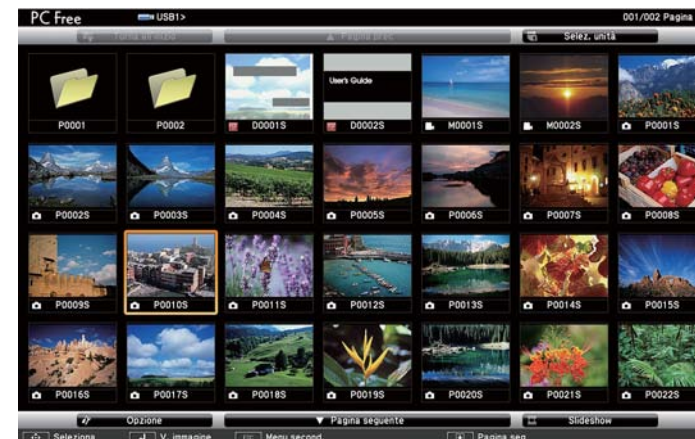 PC Free USB1> 001/002 Pagina
Torna all'inizio ▲ Pagina prec. Selez. unità
User's Guide
P0001 P0002 D0001S D0002S M0001S M0002S P0001S
P0002S P0003S P0004S P0005S P0006S P0007S P0008S
P0009S P0010S P0011S P0012S P0013S P0014S P0015S
P0016S P0017S P0018S P0019S P0020S P0021S P0022S
Opzione ▼ Pagina seguente Slideshow
Seleziona V. immagine Menu second Pagina seg.